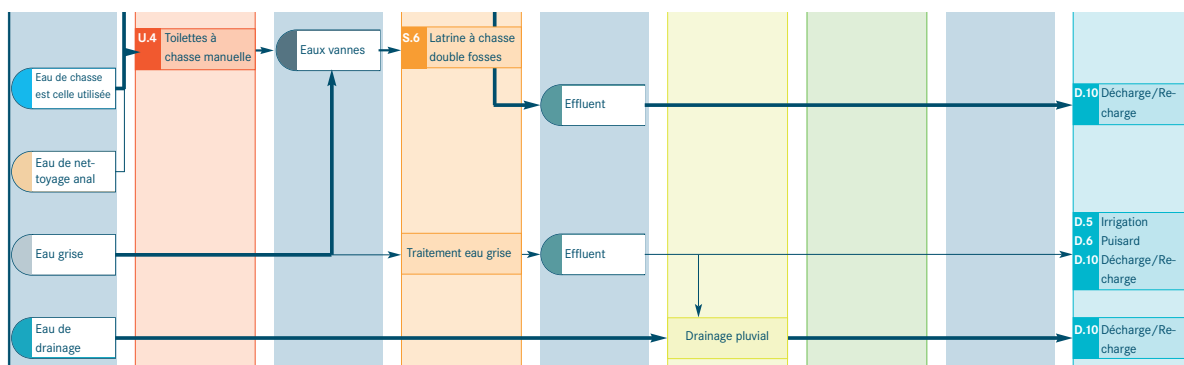 U.4 Toilettes à
chasse manuelle
Eaux vannes
S.6 Latrine à chasse
double fosses
Eau de chasse
est celle utilisée
Effluent
D.10 Décharge/Re-
charge
Eau de net-
toyage anal
Eau grise
Traitement eau grise
Effluent
D.5 Irrigation
D.6 Puisard
D.10 Décharge/Re-
charge
Eau de
drainage
Drainage pluvial
D.10 Décharge/Re-
charge